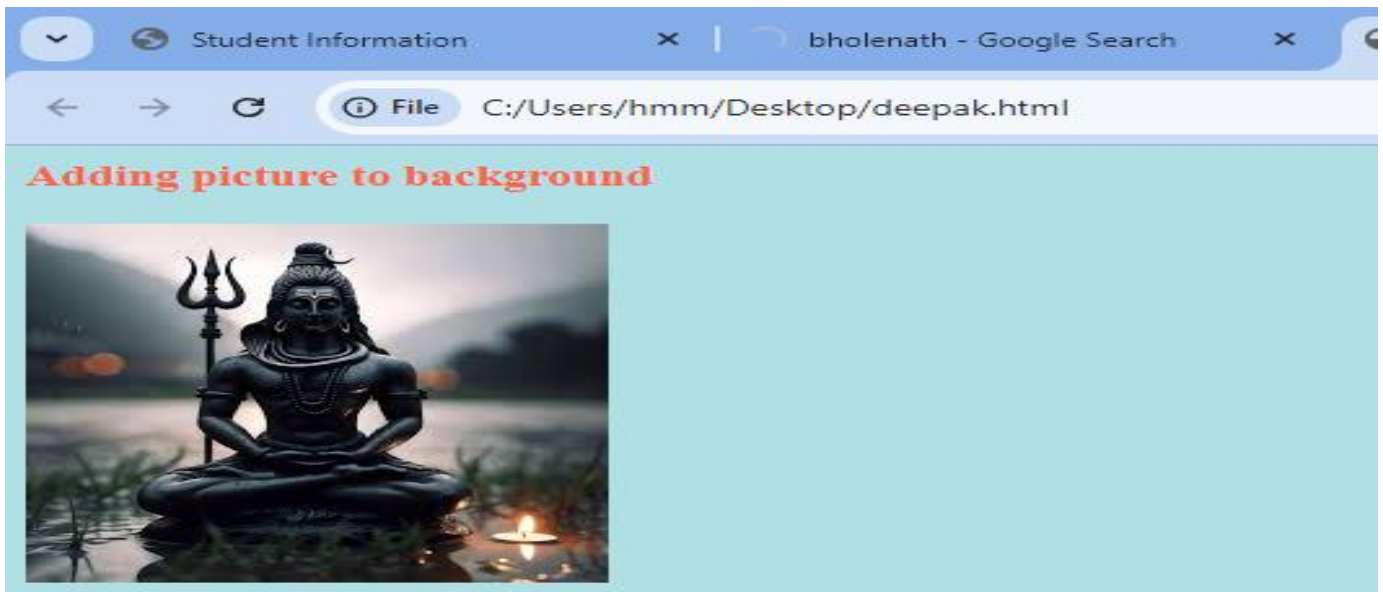 Student Information
bholenath - Google Search
File C:/Users/hmm/Desktop/deepak.html
Adding picture to background